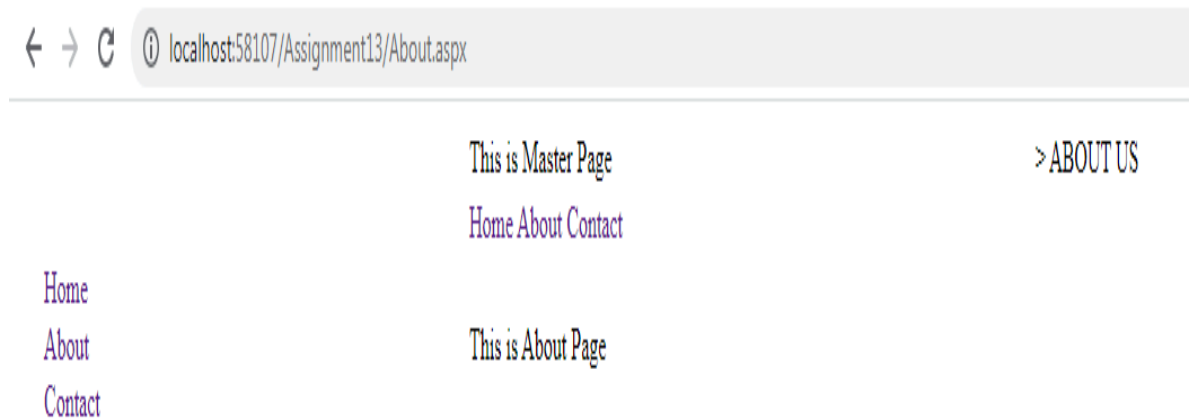 localhost:58107/Assignment13/About.aspx
This is Master Page
> ABOUT US
Home About Contact
Home
About
This is About Page
Contact